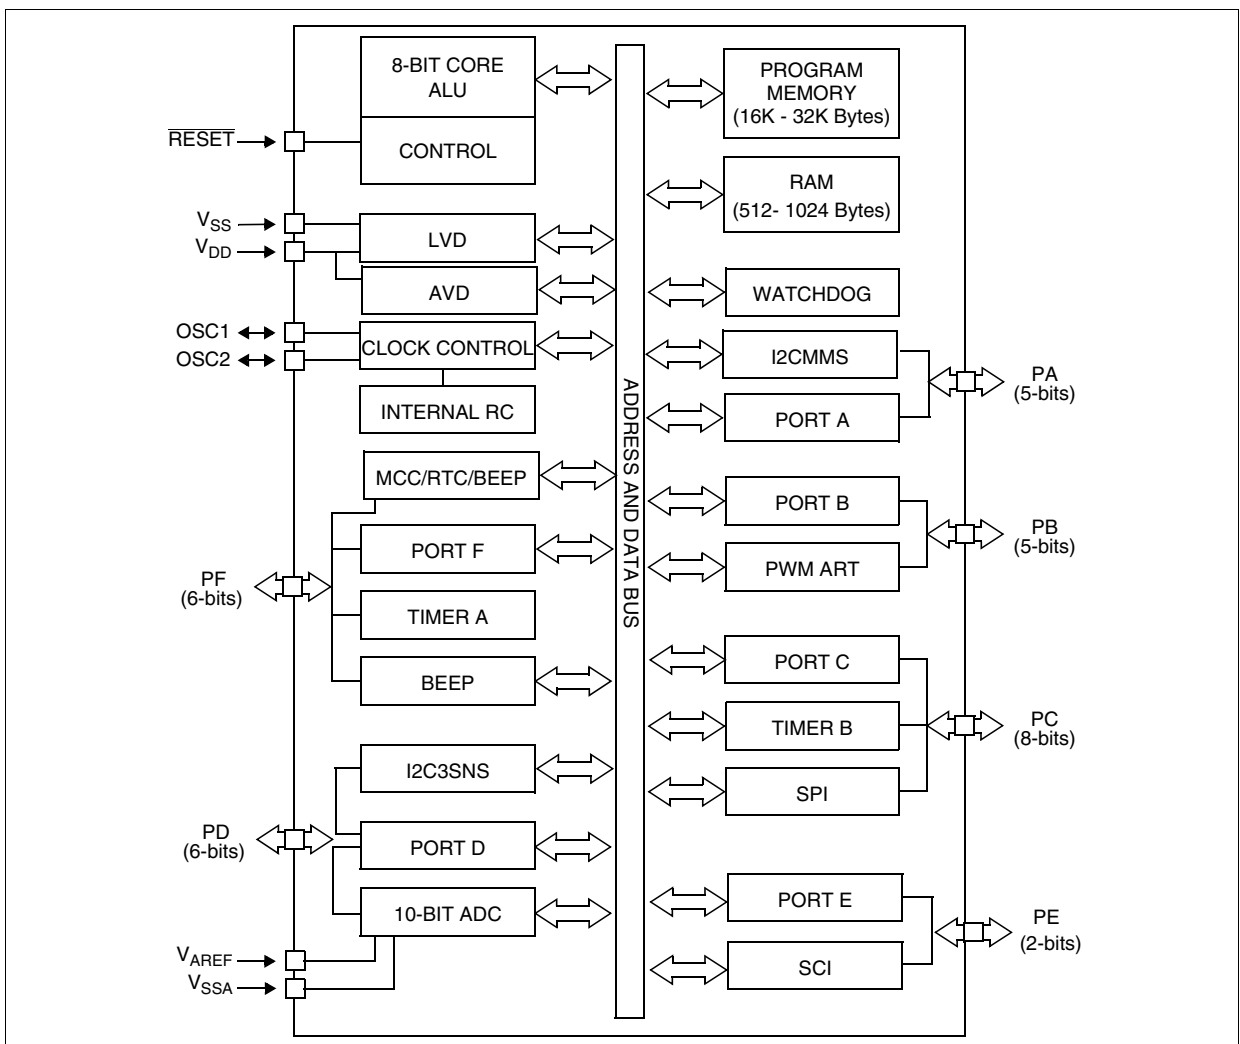 8-BIT CORE
ALU
CONTROL
RESET
VSS
VDD
LVD
AVD
OSC1
OSC2
CLOCK CONTROL
INTERNAL RC
MCC/RTC/BEEP
PORT F
PF
(6-bits)
TIMER A
BEEP
I2C3SNS
PD
(6-bits)
PORT D
10-BIT ADC
VAREF
VSSA
ADDRESS AND DATA BUS
PROGRAM
MEMORY
(16K - 32K Bytes)
RAM
(512- 1024 Bytes)
WATCHDOG
I2CMMS
PA
(5-bits)
PORT A
PORT B
PB
(5-bits)
PWM ART
PORT C
TIMER B
PC
(8-bits)
SPI
PORT E
PE
(2-bits)
SCI